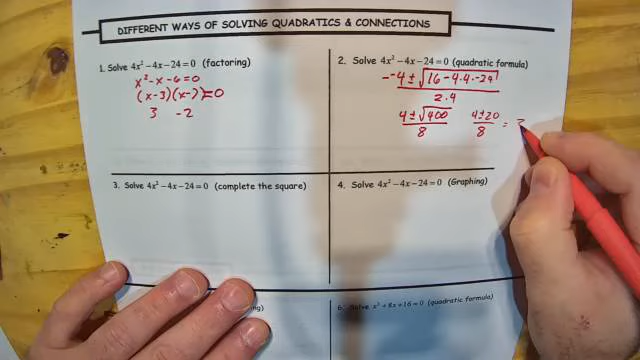 DIFFERENT WAYS OF SOLVING QUADRATICS & CONNECTIONS
1. Solve 4x² – 4x – 24 = 0 (factoring)
x² - x - 6 = 0
(x-3)(x- ) = 0
3 -2
2. Solve 4x² – 4x – 24 = 0 (quadratic formula)
--4 ± √16 - 4·4·-24
2·4
4 ± √400
8
4 ± 20
8
=
3. Solve 4x² – 4x – 24 = 0 (complete the square)
4. Solve 4x² – 4x – 24 = 0 (Graphing)
6. Solve x² + 8x + 16 = 0 (quadratic formula)